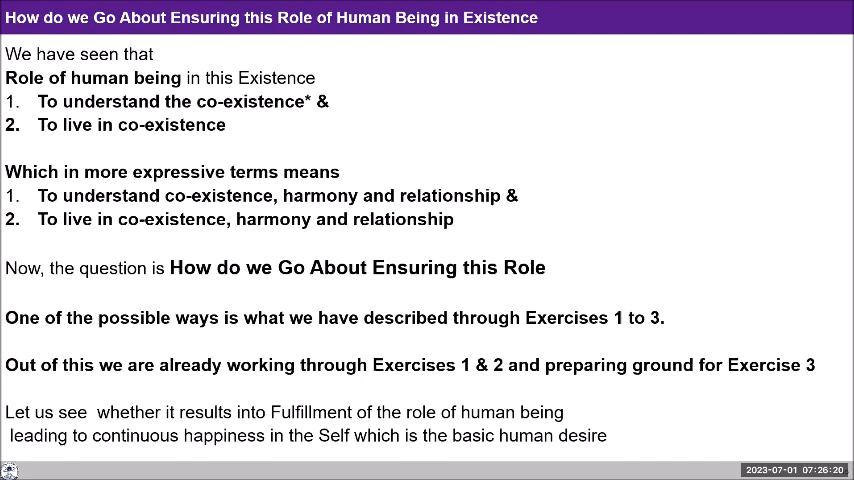 How do we Go About Ensuring this Role of Human Being in Existence
We have seen that
Role of human being in this Existence
1. To understand the co-existence* &
2. To live in co-existence
Which in more expressive terms means
1. To understand co-existence, harmony and relationship &
2. To live in co-existence, harmony and relationship
Now, the question is How do we Go About Ensuring this Role
One of the possible ways is what we have described through Exercises 1 to 3.
Out of this we are already working through Exercises 1 & 2 and preparing ground for Exercise 3
Let us see whether it results into Fulfillment of the role of human being
leading to continuous happiness in the Self which is the basic human desire
2023-07-01 07:26:20